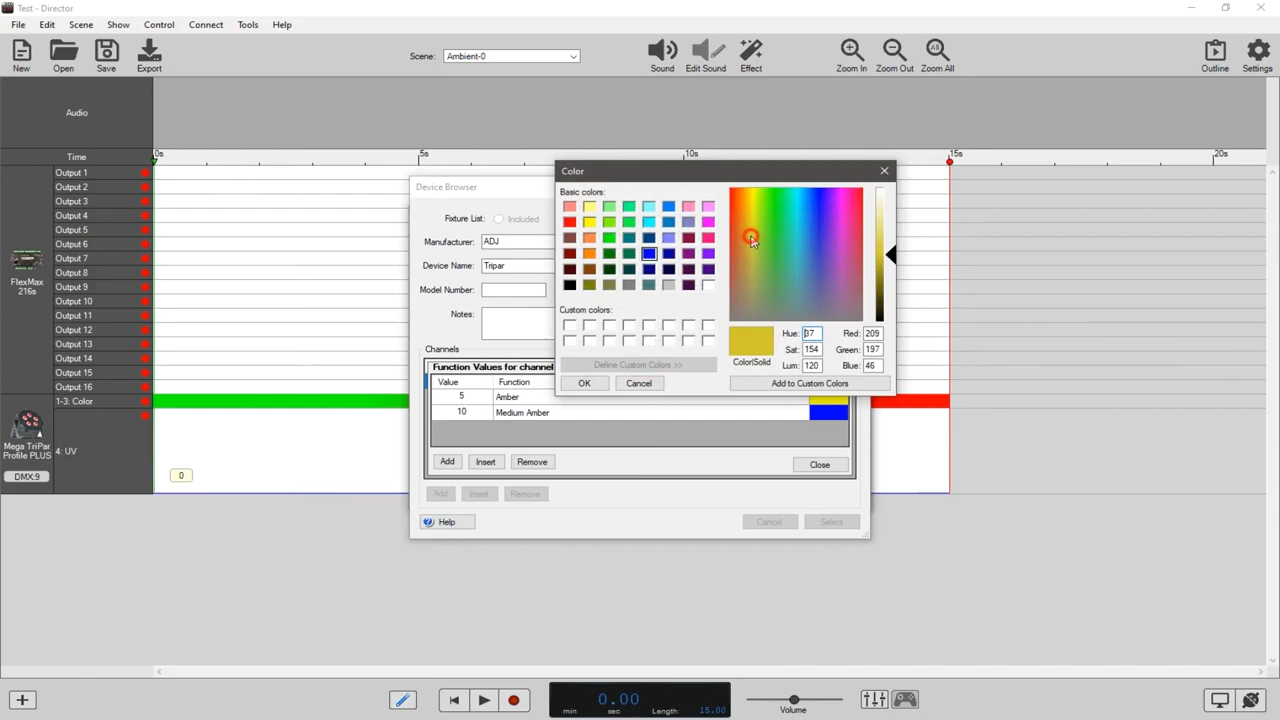 Test - Director
File Edit Scene Show Control Connect Tools Help
New Open Save Export Scene: Ambient-0 Sound Edit Sound Effect All Zoom In Zoom Out Zoom All Outline Settings
Audio
Time 0s 5s 10s 15s 20s
Output 1
Output 2
Output 3
Output 4
Output 5
Output 6
Output 7
Output 8
Output 9
Output 10
Output 11
Output 12
Output 13
Output 14
Output 15
Output 16
FlexMax
216s
1-3: Color
Mega TriPar
Profile PLUS
DMX:9
4: UV
0
Device Browser
Fixture List: Included
Manufacturer: ADJ
Device Name: Tripar
Model Number:
Notes:
Channels
Function Values for channel
Value Function
5 Amber
10 Medium Amber
Add Insert Remove Close
Add Insert Remove
Help Cancel Select
Color
Basic colors:
Custom colors:
Define Custom Colors >>
OK Cancel
Color|Solid
Hue: 37 Red: 209
Sat: 154 Green: 197
Lum: 120 Blue: 46
Add to Custom Colors
0.00
min sec Length: 15.00
Volume